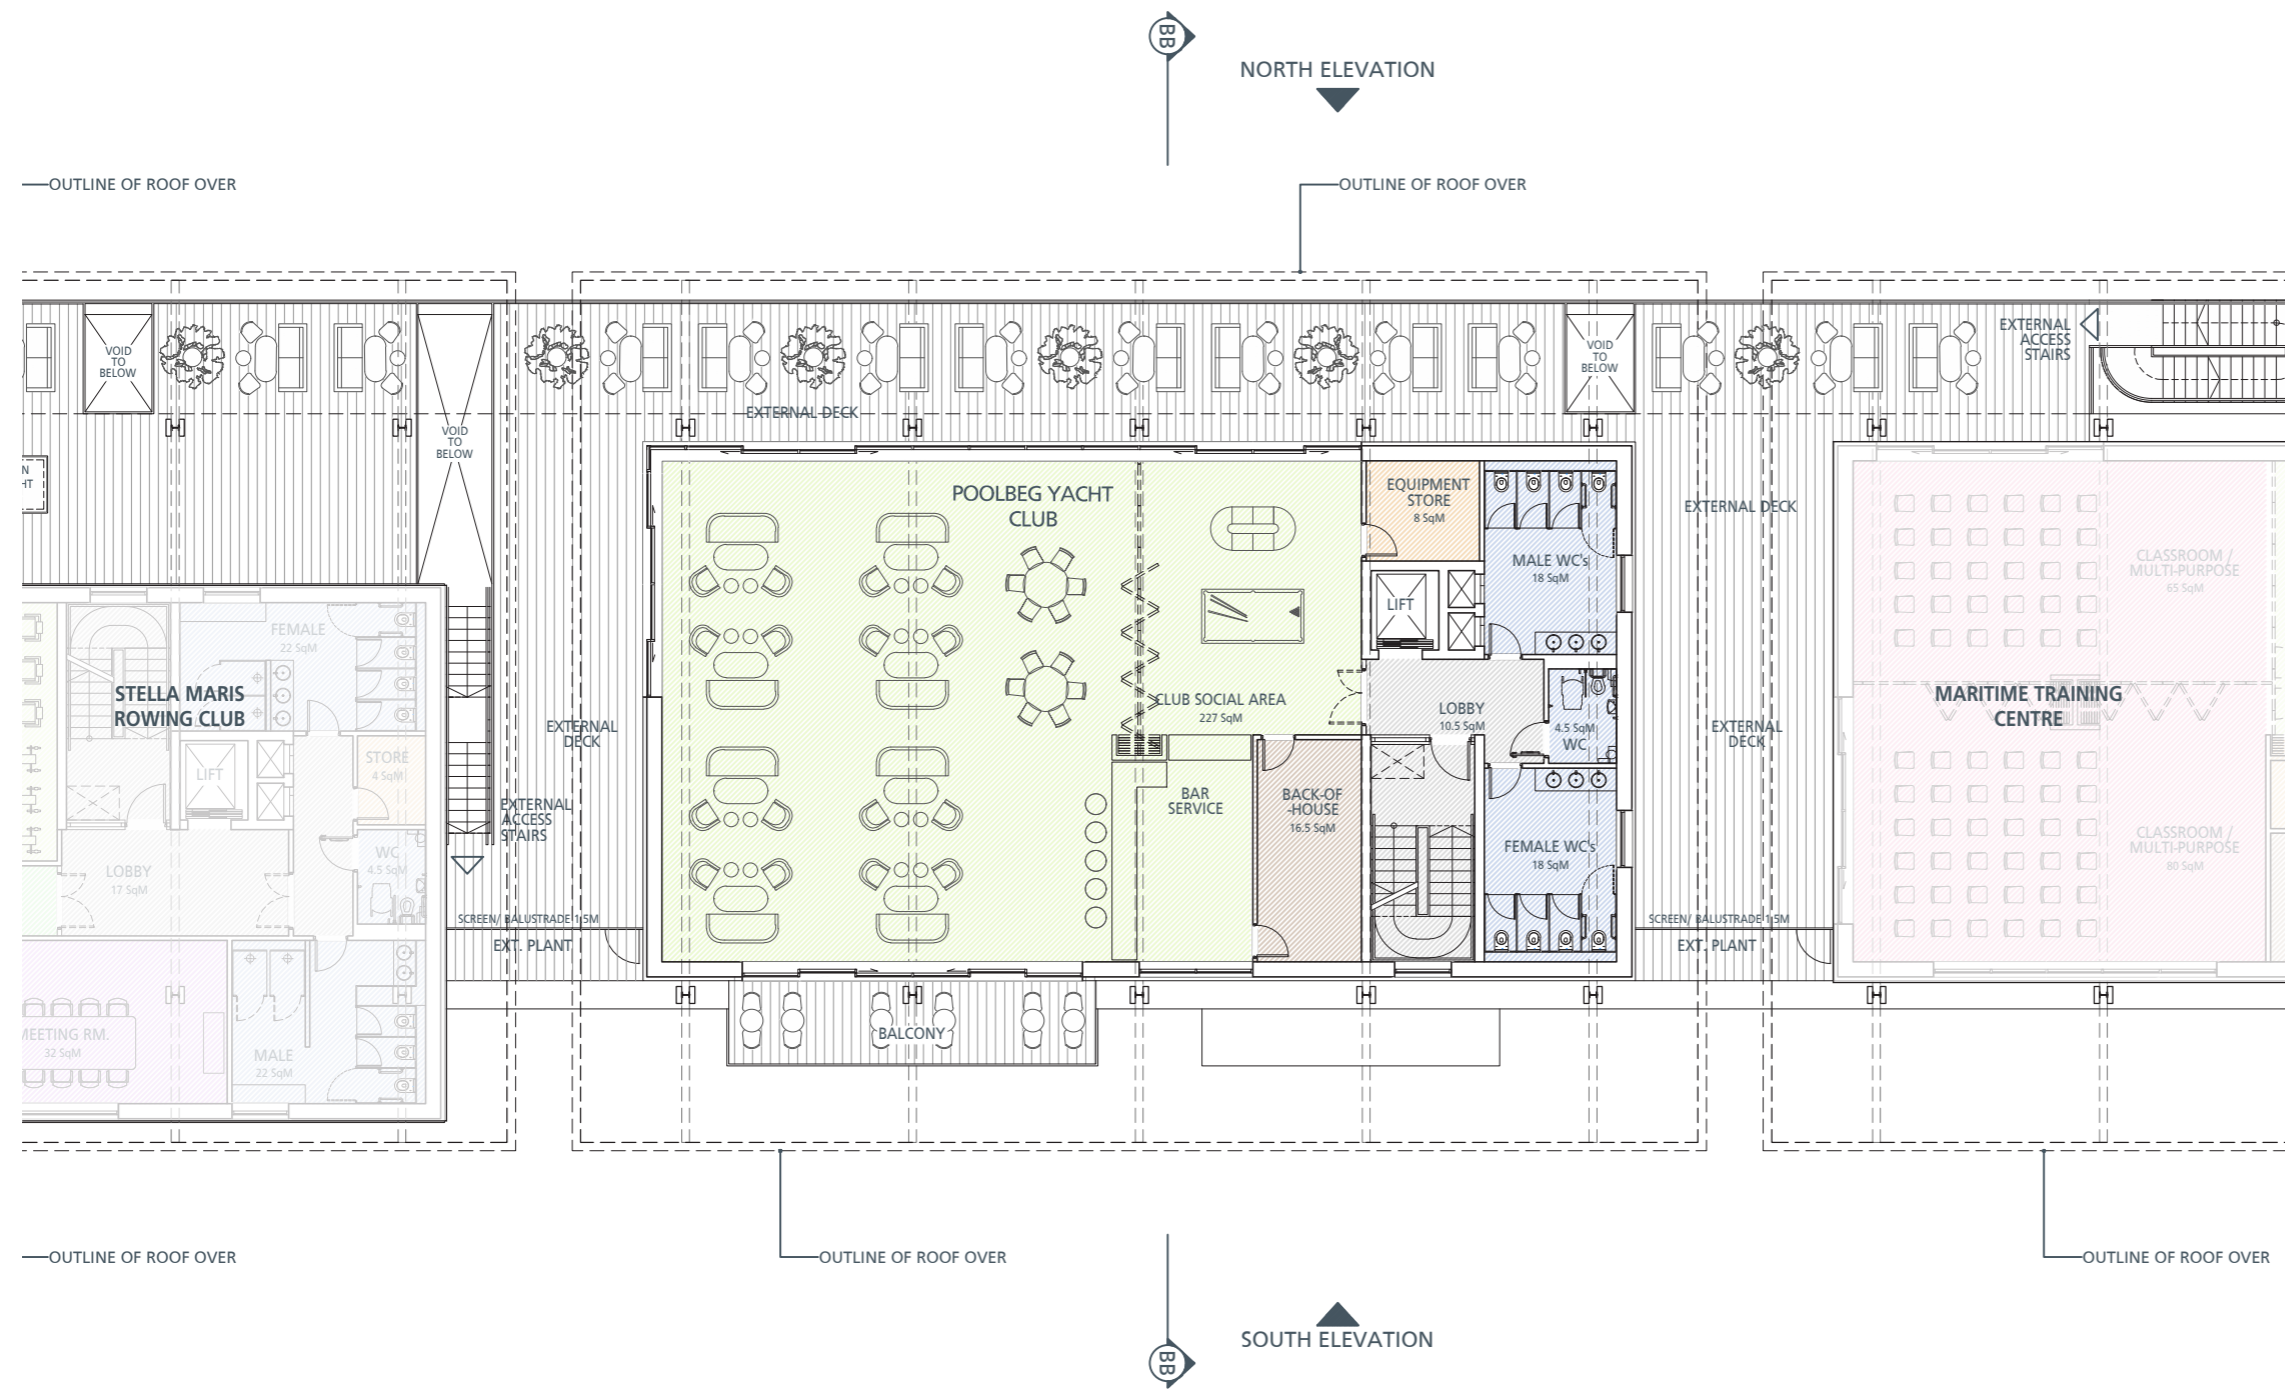 BB
NORTH ELEVATION
OUTLINE OF ROOF OVER
OUTLINE OF ROOF OVER
VOID
TO
BELOW
VOID
TO
BELOW
EXTERNAL
ACCESS
STAIRS
EXTERNAL DECK
VOID
TO
BELOW
POOLBEG YACHT
CLUB
EQUIPMENT
STORE
8 SqM
EXTERNAL DECK
MALE WC's
18 SqM
CLASSROOM /
MULTI-PURPOSE
65 SqM
LIFT
FEMALE
22 SqM
STELLA MARIS
ROWING CLUB
CLUB SOCIAL AREA
227 SqM
LOBBY
10.5 SqM
4.5 SqM
WC
MARITIME TRAINING
CENTRE
EXTERNAL
DECK
EXTERNAL
DECK
STORE
4 SqM
LIFT
EXTERNAL
ACCESS
STAIRS
BAR
SERVICE
BACK-OF
-HOUSE
16.5 SqM
FEMALE WC's
18 SqM
CLASSROOM /
MULTI-PURPOSE
80 SqM
WC
4.5 SqM
LOBBY
17 SqM
SCREEN/ BALUSTRADE 1.5M
EXT. PLANT
SCREEN/ BALUSTRADE 1.5M
EXT. PLANT
BALCONY
MEETING RM.
32 SqM
MALE
22 SqM
OUTLINE OF ROOF OVER
OUTLINE OF ROOF OVER
OUTLINE OF ROOF OVER
SOUTH ELEVATION
BB